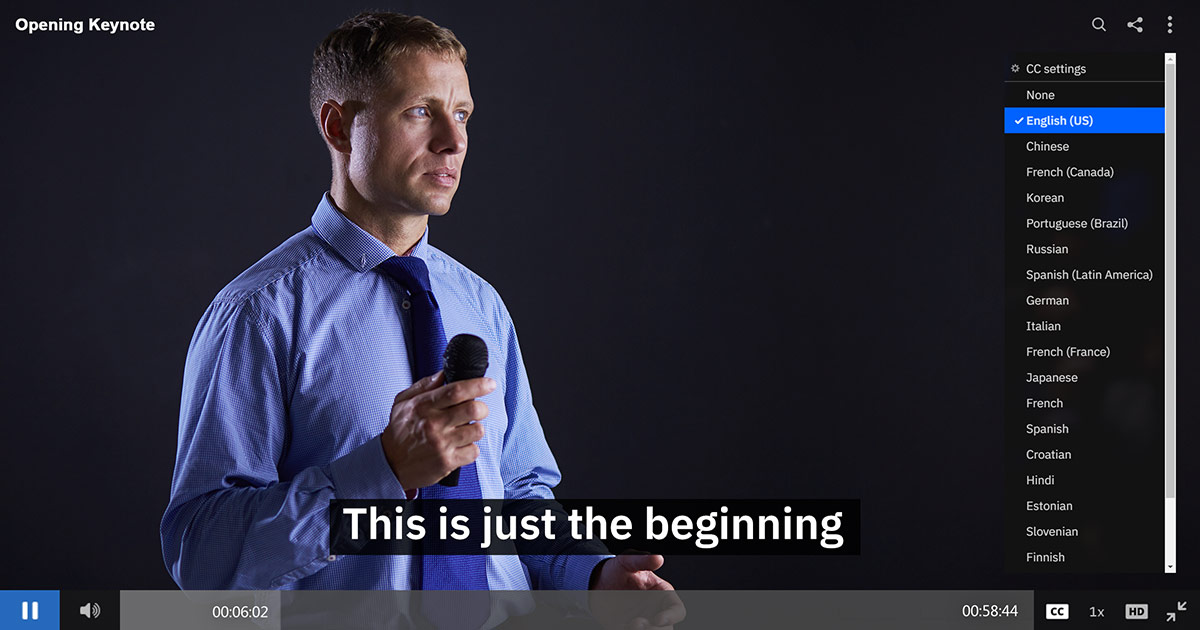 Opening Keynote
CC settings
None
English (US)
Chinese
French (Canada)
Korean
Portuguese (Brazil)
Russian
Spanish (Latin America)
German
Italian
French (France)
Japanese
French
Spanish
Croatian
Hindi
Estonian
Slovenian
Finnish
This is just the beginning
00:06:02
00:58:44
CC
1x
HD